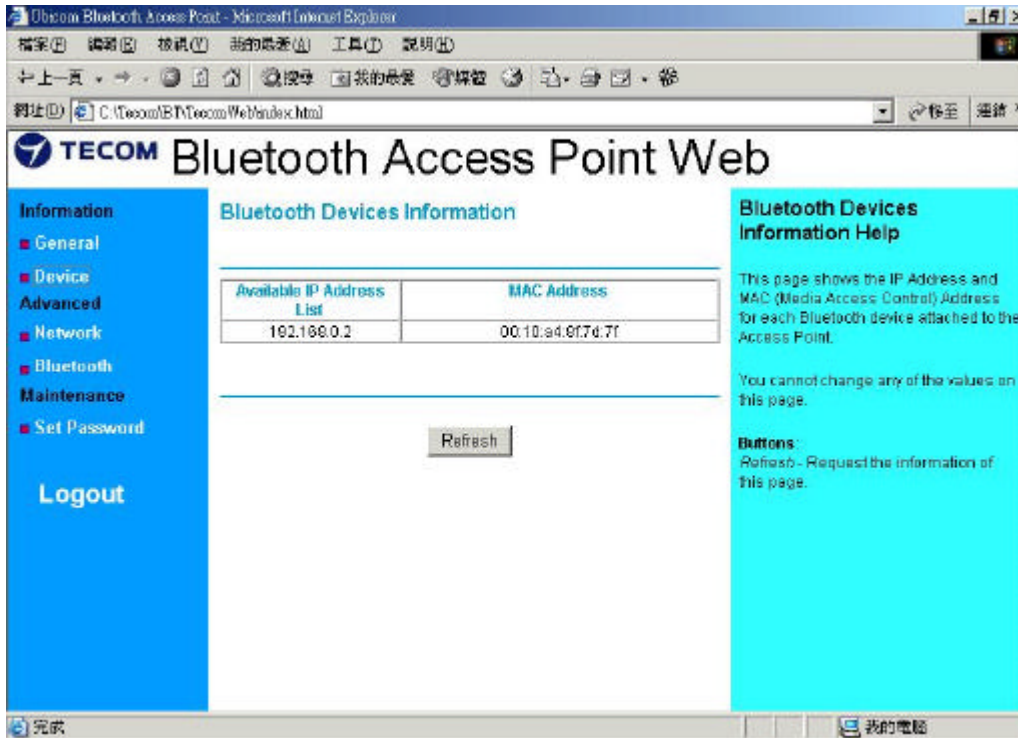 Ubicom Bluetooth Access Point - Microsoft Internet Explorer
檔案(F) 編輯(E) 檢視(V) 我的最愛(A) 工具(T) 說明(H)
上一頁 搜尋 我的最愛 媒體
網址(D) C:\Tecom\BT\TecomWeb\index.html 移至 連結
TECOM Bluetooth Access Point Web
Information
General
Device
Advanced
Network
Bluetooth
Maintenance
Set Password
Logout
Bluetooth Devices Information
Available IP Address List MAC Address
192.168.0.2 00:10:a4:8f:7d:7f
Refresh
Bluetooth Devices
Information Help
This page shows the IP Address and
MAC (Media Access Control) Address
for each Bluetooth device attached to the
Access Point.
You cannot change any of the values on
this page.
Buttons:
Refresh - Request the information of
this page.
完成 我的電腦